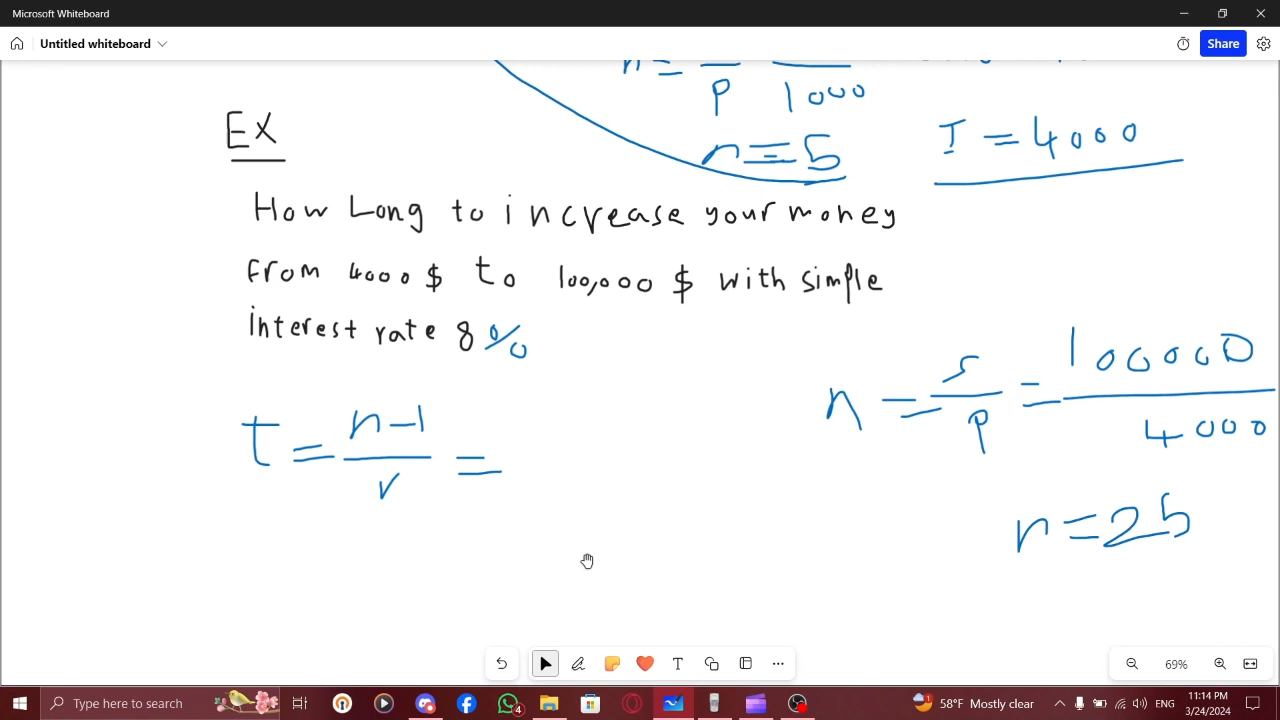 Microsoft Whiteboard
Untitled whiteboard
Share
n =
P 1000
n = 5
I = 4000
EX
How Long to increase your money
From 4000 $ to 100,000 $ with simple
interest rate 8 %
n = S/P = 100000/4000
t = n-1/r =
n = 25
T
69%
Type here to search
4
1
58°F Mostly clear
ENG
11:14 PM
3/24/2024